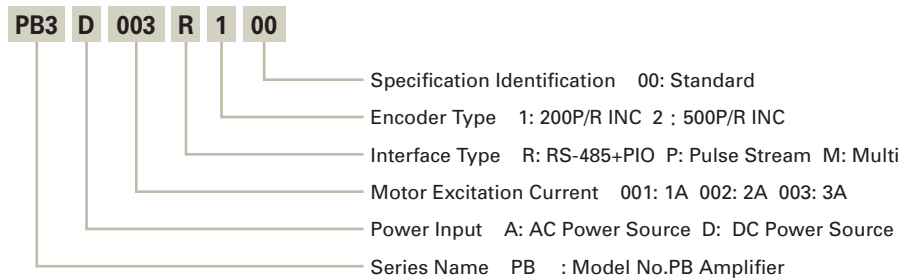 PB3 D 003 R 1 00
Specification Identification 00: Standard
Encoder Type 1: 200P/R INC 2 : 500P/R INC
Interface Type R: RS-485+PIO P: Pulse Stream M: Multi
Motor Excitation Current 001: 1A 002: 2A 003: 3A
Power Input A: AC Power Source D: DC Power Source
Series Name PB : Model No.PB Amplifier